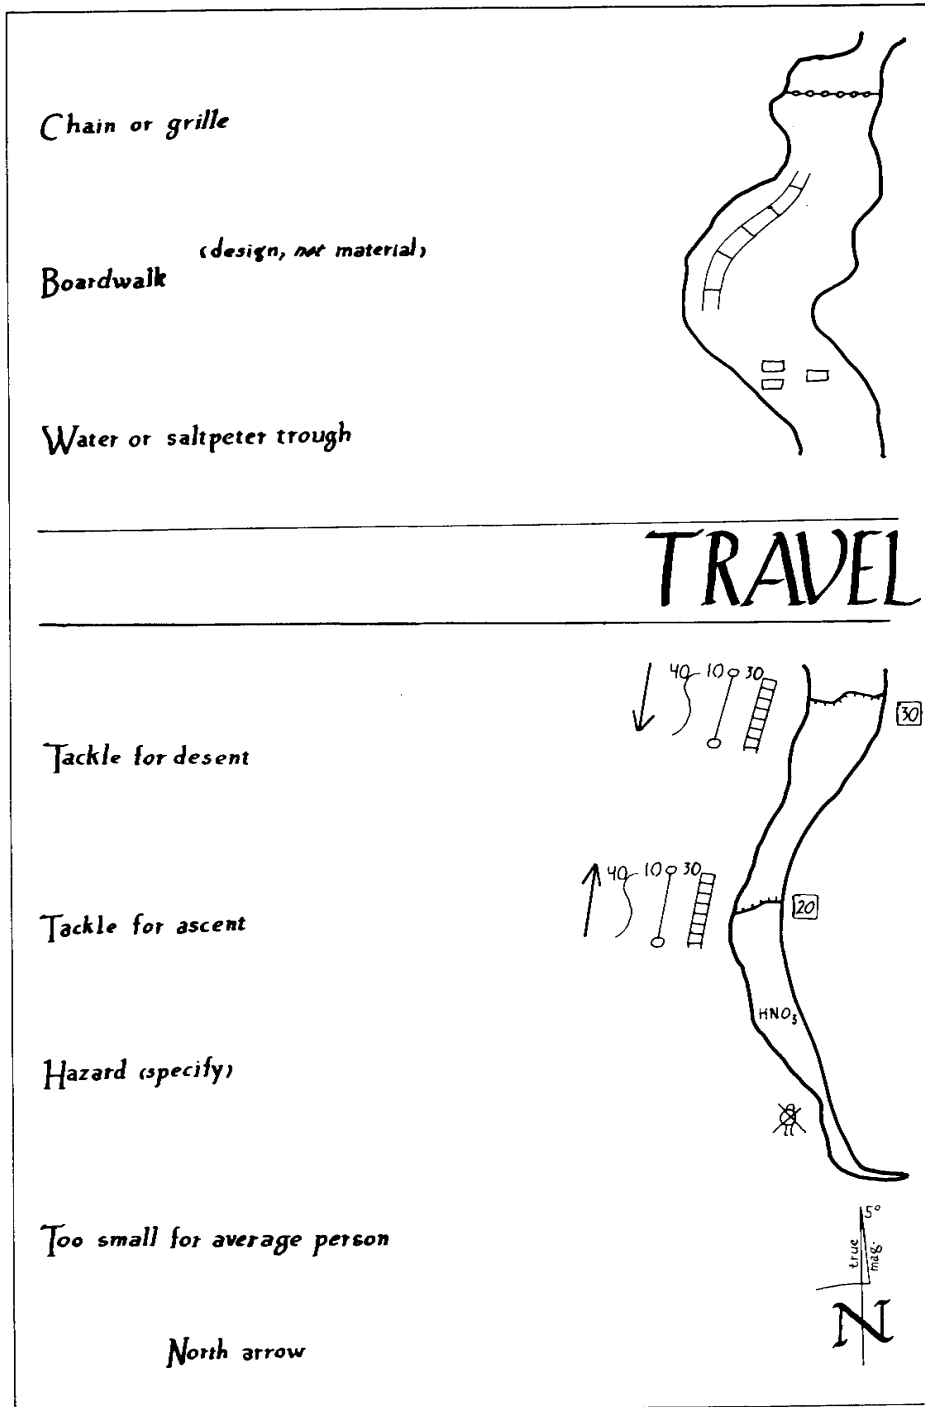 Chain or grille
(design, not material)
Boardwalk
Water or saltpeter trough
TRAVEL
40 10 30
30
Tackle for desent
40 10 30
20
Tackle for ascent
HNO₃
Hazard (specify)
Too small for average person
5°
true
mag.
N
North arrow